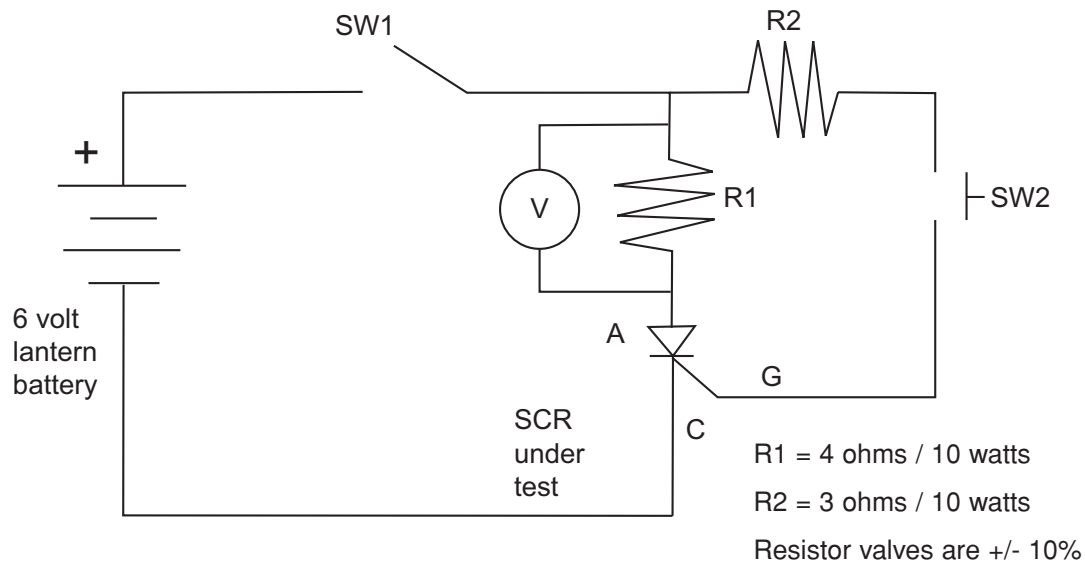 SW1
R2
+
V
R1
SW2
6 volt
lantern
battery
A
G
SCR
under
test
C
R1 = 4 ohms / 10 watts
R2 = 3 ohms / 10 watts
Resistor valves are +/- 10%